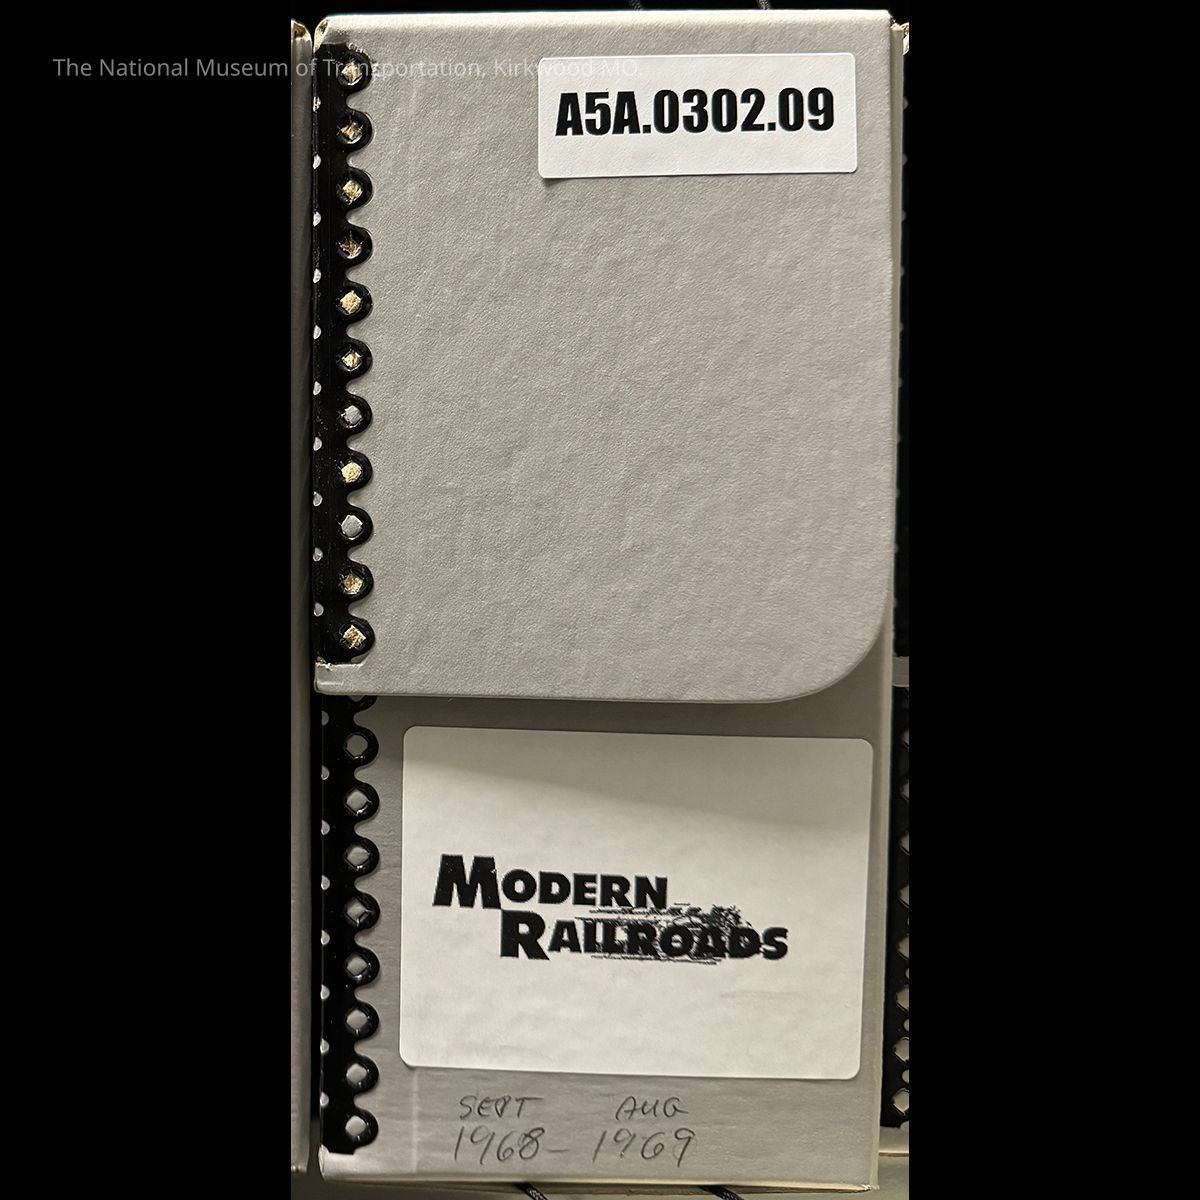 The National Museum of Transportation, Kirkwood MO.
A5A.0302.09
MODERN
RAILROADS
SEPT AUG
1968 – 1969